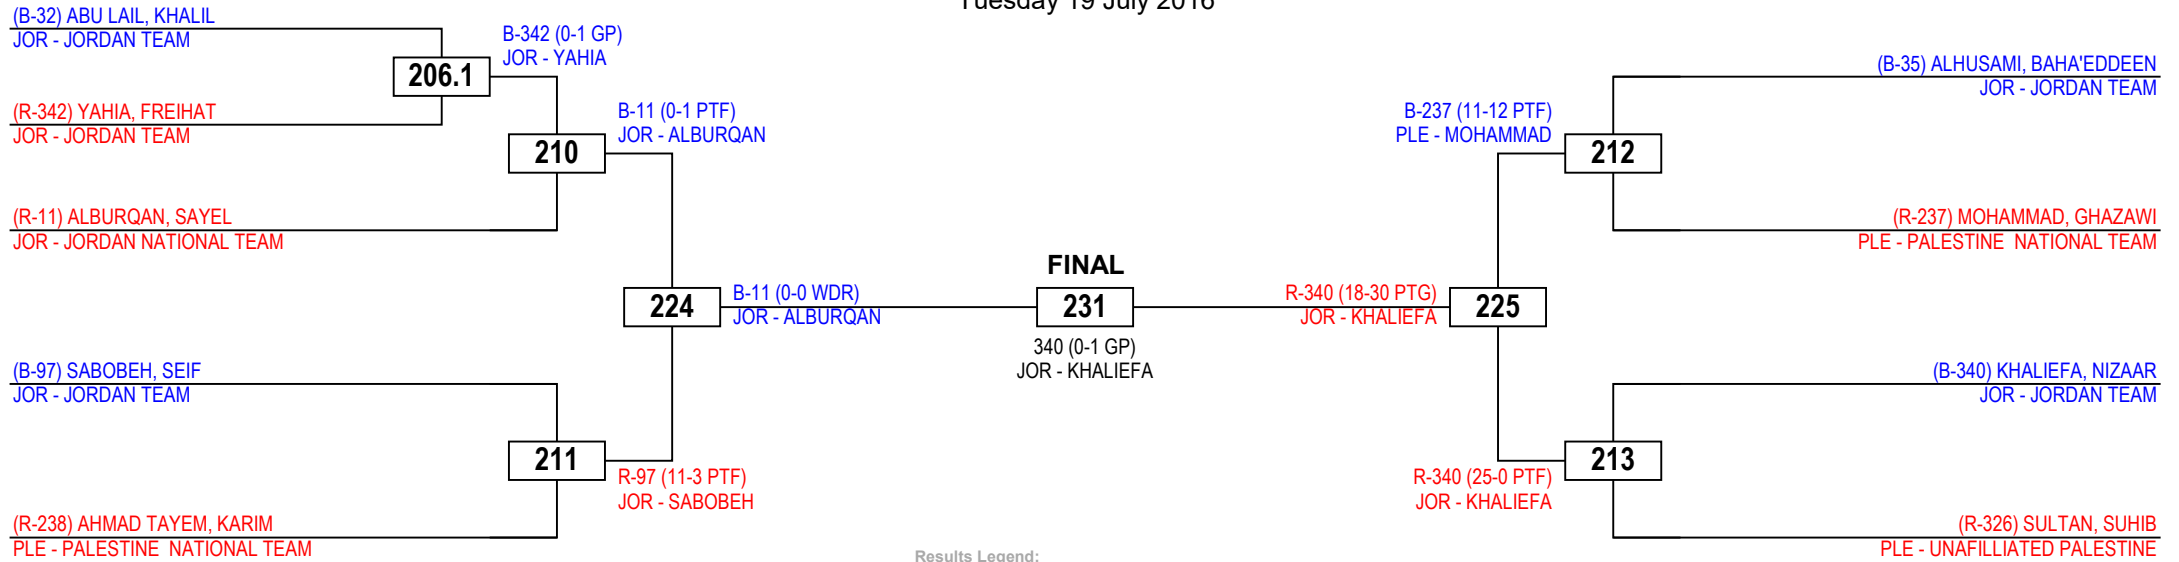 Tuesday 19 July 2016
(B-32) ABU LAIL, KHALIL
JOR - JORDAN TEAM
B-342 (0-1 GP)
JOR - YAHIA
206.1
(R-342) YAHIA, FREIHAT
JOR - JORDAN TEAM
B-11 (0-1 PTF)
JOR - ALBURQAN
210
(R-11) ALBURQAN, SAYEL
JOR - JORDAN NATIONAL TEAM
224
B-11 (0-0 WDR)
JOR - ALBURQAN
(B-97) SABOBEH, SEIF
JOR - JORDAN TEAM
211
R-97 (11-3 PTF)
JOR - SABOBEH
(R-238) AHMAD TAYEM, KARIM
PLE - PALESTINE  NATIONAL TEAM
FINAL
231
340 (0-1 GP)
JOR - KHALIEFA
(B-35) ALHUSAMI, BAHA'EDDEEN
JOR - JORDAN TEAM
B-237 (11-12 PTF)
PLE - MOHAMMAD
212
(R-237) MOHAMMAD, GHAZAWI
PLE - PALESTINE  NATIONAL TEAM
R-340 (18-30 PTG)
JOR - KHALIEFA
225
(B-340) KHALIEFA, NIZAAR
JOR - JORDAN TEAM
213
R-340 (25-0 PTF)
JOR - KHALIEFA
(R-326) SULTAN, SUHIB
PLE - UNAFILLIATED PALESTINE
Results Legend: